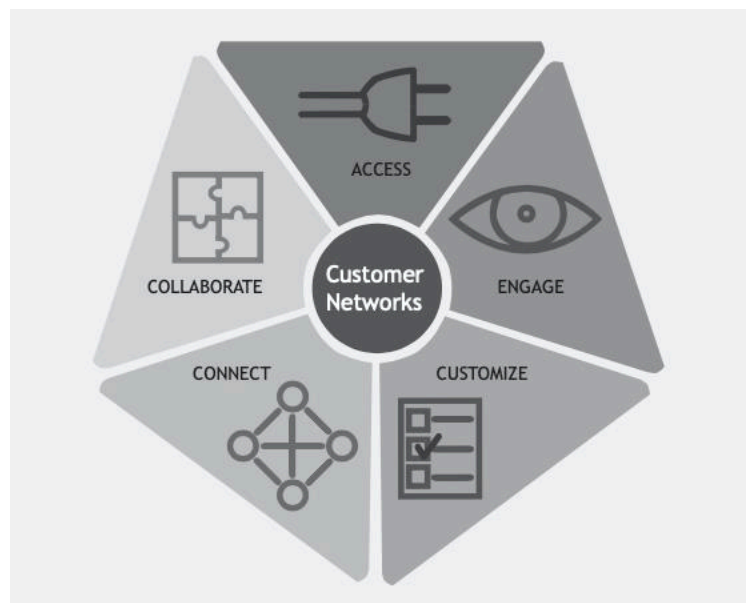 ACCESS
ENGAGE
CUSTOMIZE
CONNECT
COLLABORATE
Customer
Networks